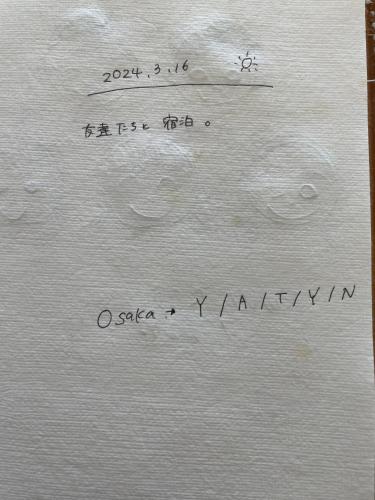 2024.3.16 ☀
友達たちと 宿泊。
Osaka → Y / A / T / Y / N